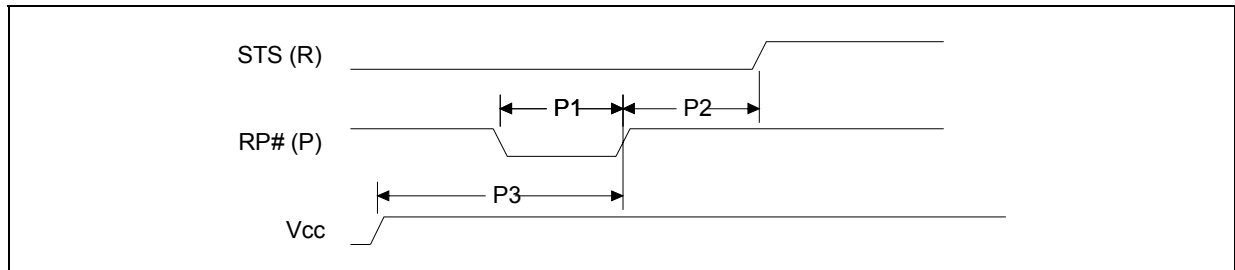 STS (R)
P1
P2
RP# (P)
P3
Vcc